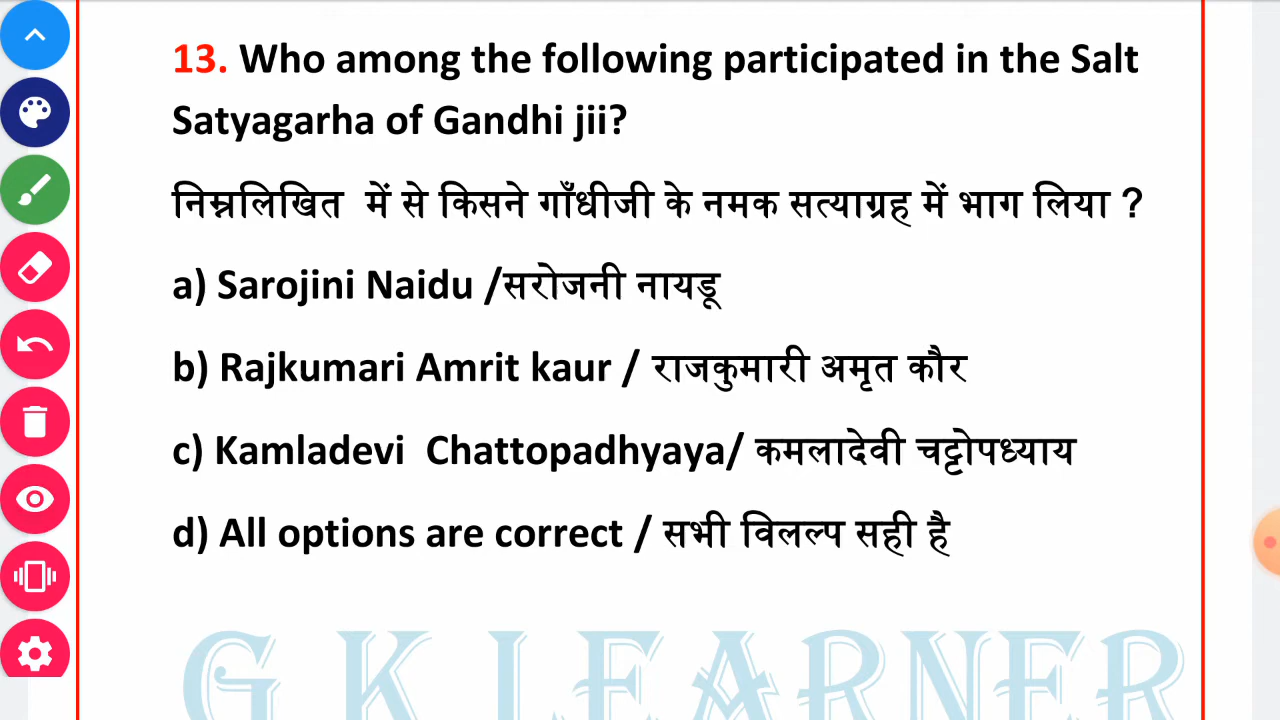 13. Who among the following participated in the Salt
Satyagarha of Gandhi jii?
निम्नलिखित में से किसने गाँधीजी के नमक सत्याग्रह में भाग लिया ?
a) Sarojini Naidu /सरोजनी नायडू
b) Rajkumari Amrit kaur / राजकुमारी अमृत कौर
c) Kamladevi Chattopadhyaya/ कमलादेवी चट्टोपध्याय
d) All options are correct / सभी विलल्प सही है
G K LEARNER